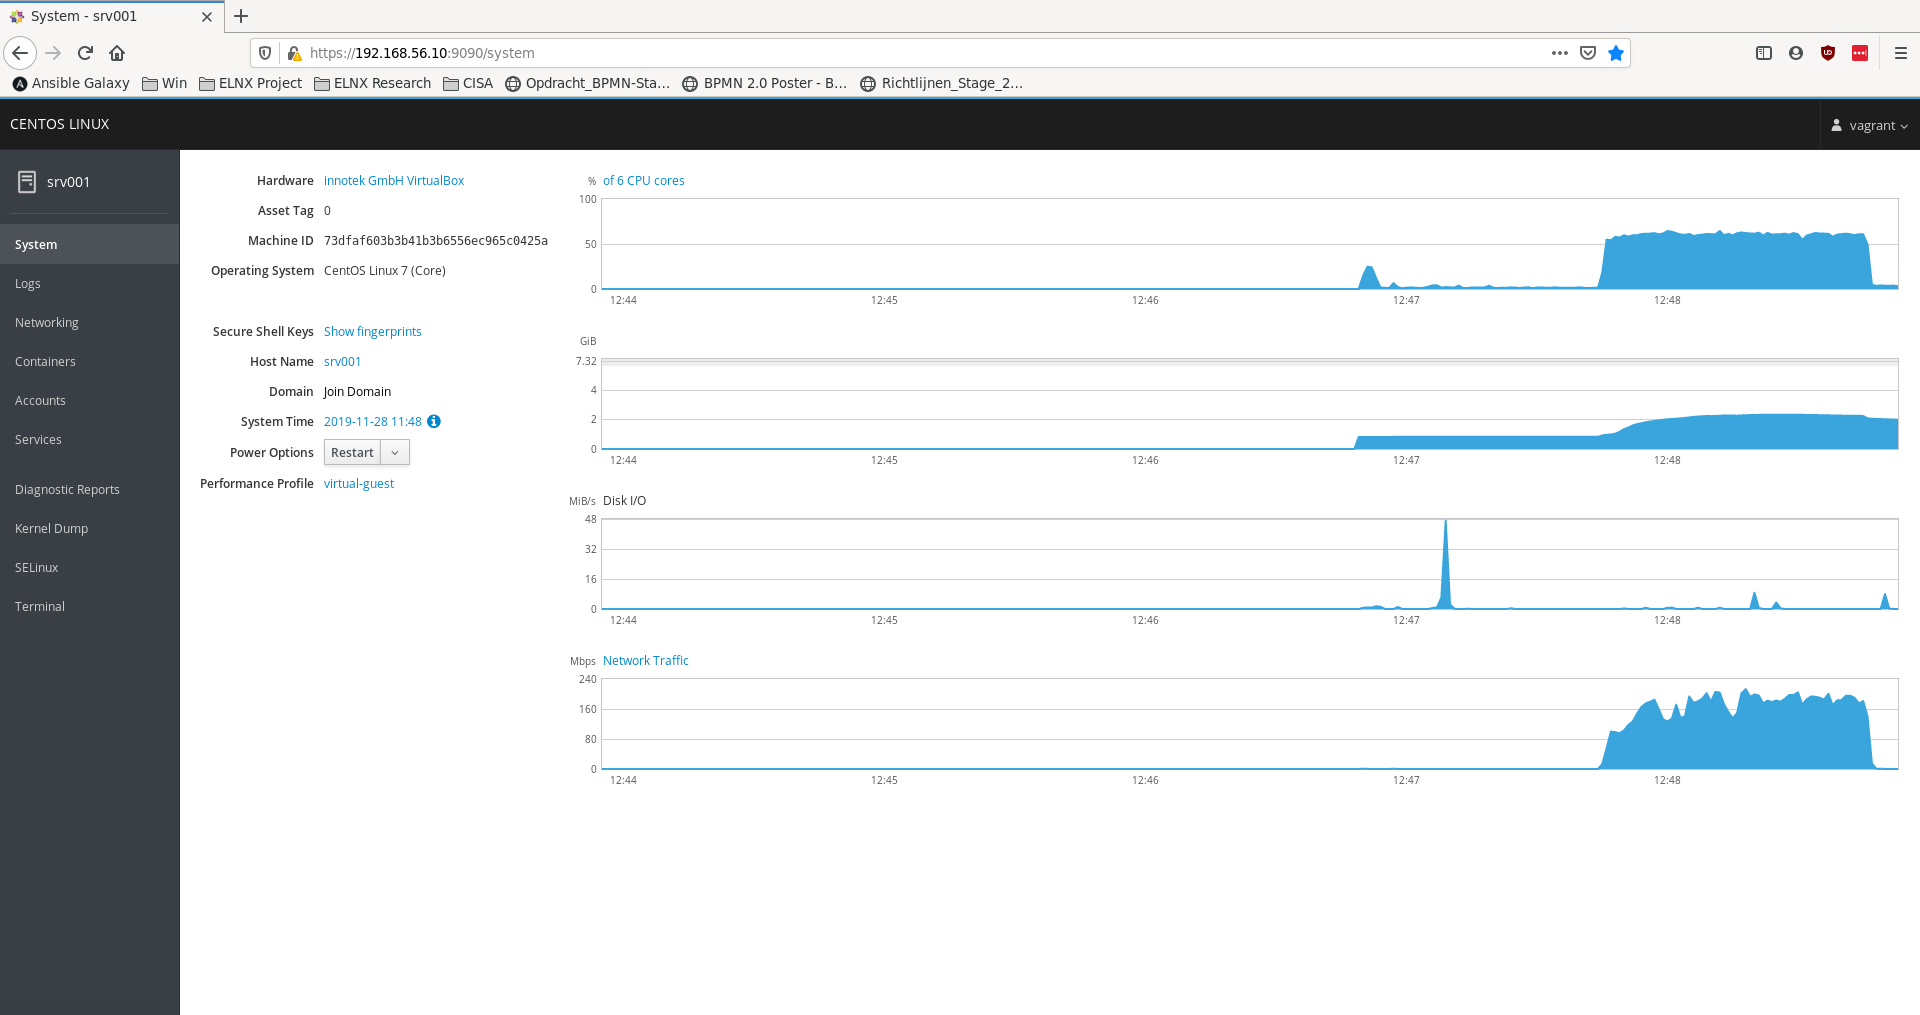 System - srv001
https://192.168.56.10:9090/system
Ansible Galaxy Win ELNX Project ELNX Research CISA Opdracht_BPMN-Sta... BPMN 2.0 Poster - B... Richtlijnen_Stage_2...
CENTOS LINUX vagrant
srv001
System
Logs
Networking
Containers
Accounts
Services
Diagnostic Reports
Kernel Dump
SELinux
Terminal
Hardware innotek GmbH VirtualBox
Asset Tag 0
Machine ID 73dfaf603b3b41b3b6556ec965c0425a
Operating System CentOS Linux 7 (Core)
Secure Shell Keys Show fingerprints
Host Name srv001
Domain Join Domain
System Time 2019-11-28 11:48
Power Options Restart
Performance Profile virtual-guest
% of 6 CPU cores
100
50
0
12:44 12:45 12:46 12:47 12:48
GiB
7.32
4
2
0
12:44 12:45 12:46 12:47 12:48
MiB/s Disk I/O
48
32
16
0
12:44 12:45 12:46 12:47 12:48
Mbps Network Traffic
240
160
80
0
12:44 12:45 12:46 12:47 12:48